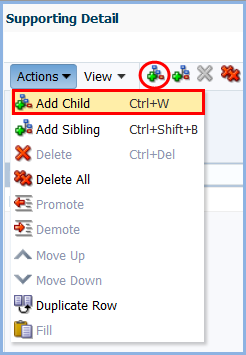 Supporting Detail
Actions View
Add Child Ctrl+W
Add Sibling Ctrl+Shift+B
Delete Ctrl+Del
Delete All
Promote
Demote
Move Up
Move Down
Duplicate Row
Fill